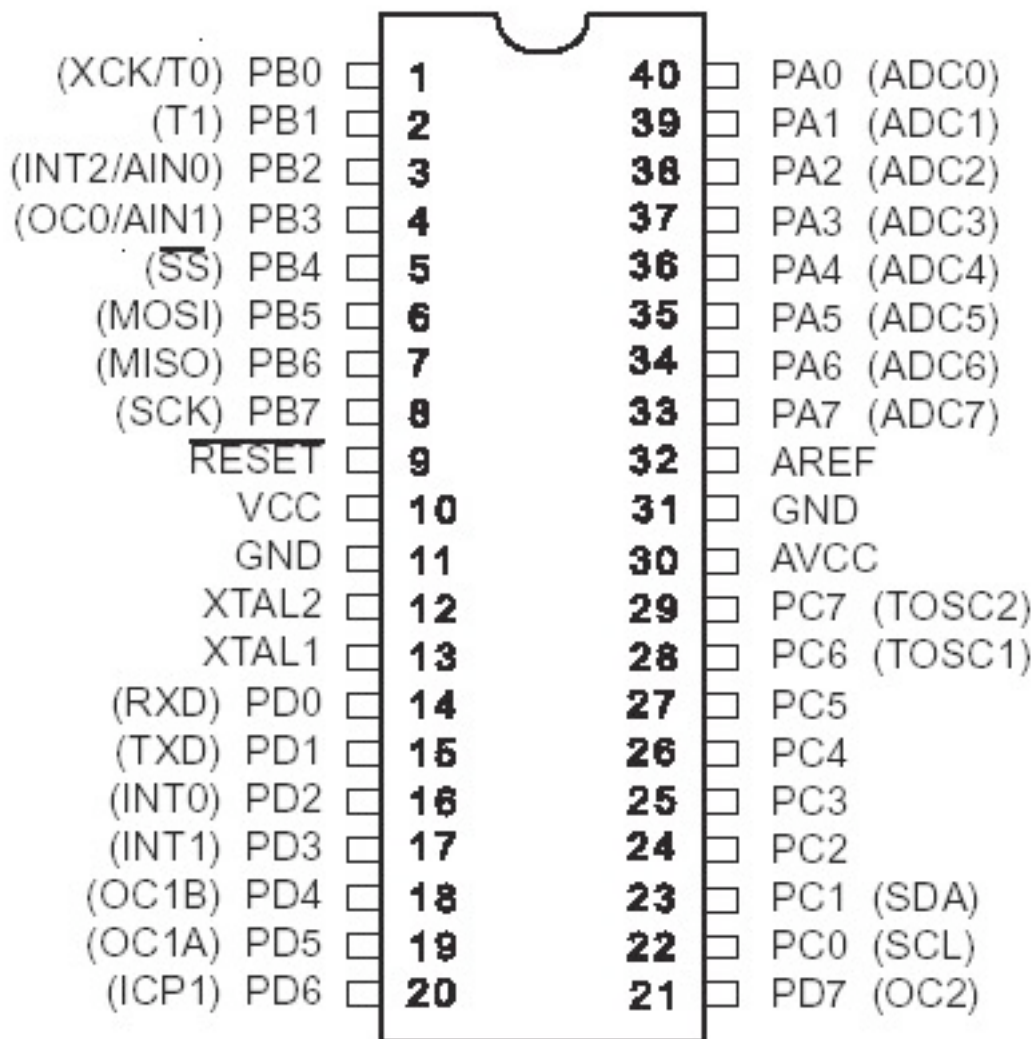 (XCK/T0) PB0 1 40 PA0 (ADC0)
(T1) PB1 2 39 PA1 (ADC1)
(INT2/AIN0) PB2 3 38 PA2 (ADC2)
(OC0/AIN1) PB3 4 37 PA3 (ADC3)
(SS) PB4 5 36 PA4 (ADC4)
(MOSI) PB5 6 35 PA5 (ADC5)
(MISO) PB6 7 34 PA6 (ADC6)
(SCK) PB7 8 33 PA7 (ADC7)
RESET 9 32 AREF
VCC 10 31 GND
GND 11 30 AVCC
XTAL2 12 29 PC7 (TOSC2)
XTAL1 13 28 PC6 (TOSC1)
(RXD) PD0 14 27 PC5
(TXD) PD1 15 26 PC4
(INT0) PD2 16 25 PC3
(INT1) PD3 17 24 PC2
(OC1B) PD4 18 23 PC1 (SDA)
(OC1A) PD5 19 22 PC0 (SCL)
(ICP1) PD6 20 21 PD7 (OC2)